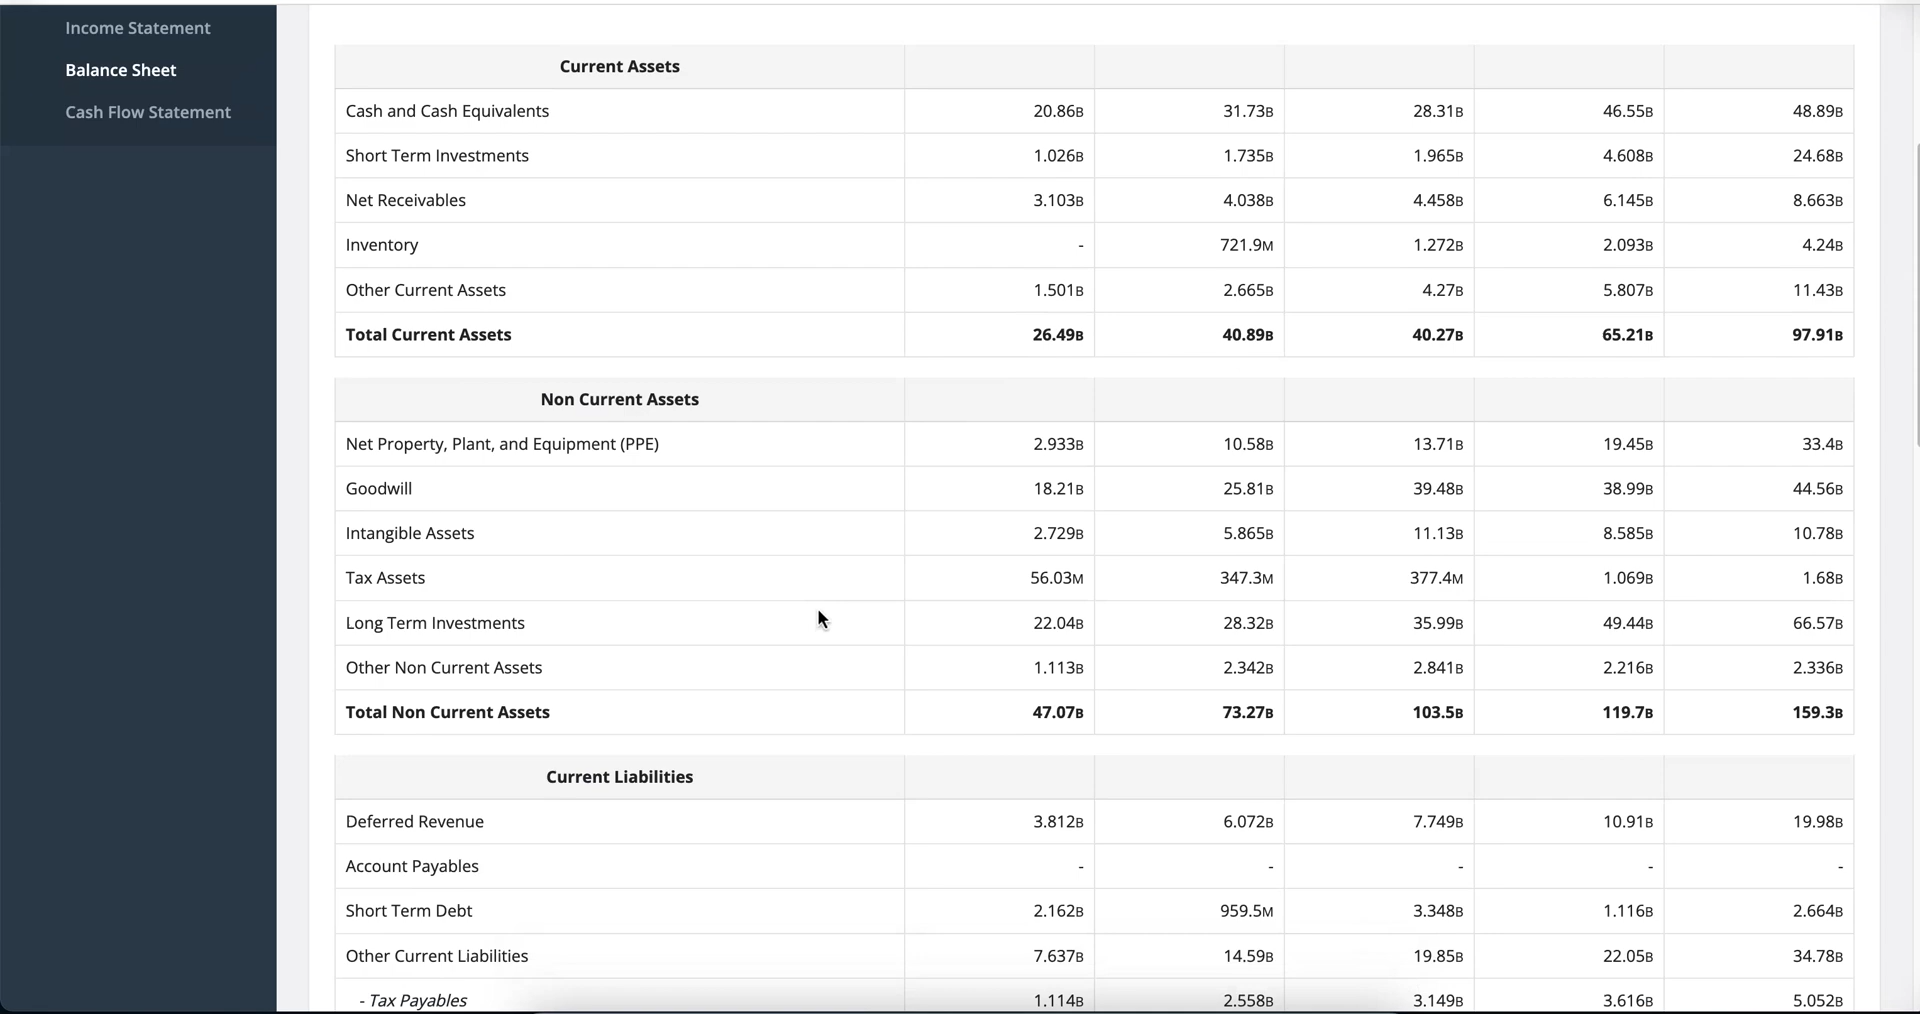 Income Statement
Balance Sheet
Cash Flow Statement
Current Assets
Cash and Cash Equivalents 20.86B 31.73B 28.31B 46.55B 48.89B
Short Term Investments 1.026B 1.735B 1.965B 4.608B 24.68B
Net Receivables 3.103B 4.038B 4.458B 6.145B 8.663B
Inventory - 721.9M 1.272B 2.093B 4.24B
Other Current Assets 1.501B 2.665B 4.27B 5.807B 11.43B
Total Current Assets 26.49B 40.89B 40.27B 65.21B 97.91B
Non Current Assets
Net Property, Plant, and Equipment (PPE) 2.933B 10.58B 13.71B 19.45B 33.4B
Goodwill 18.21B 25.81B 39.48B 38.99B 44.56B
Intangible Assets 2.729B 5.865B 11.13B 8.585B 10.78B
Tax Assets 56.03M 347.3M 377.4M 1.069B 1.68B
Long Term Investments 22.04B 28.32B 35.99B 49.44B 66.57B
Other Non Current Assets 1.113B 2.342B 2.841B 2.216B 2.336B
Total Non Current Assets 47.07B 73.27B 103.5B 119.7B 159.3B
Current Liabilities
Deferred Revenue 3.812B 6.072B 7.749B 10.91B 19.98B
Account Payables - - - - -
Short Term Debt 2.162B 959.5M 3.348B 1.116B 2.664B
Other Current Liabilities 7.637B 14.59B 19.85B 22.05B 34.78B
- Tax Payables 1.114B 2.558B 3.149B 3.616B 5.052B